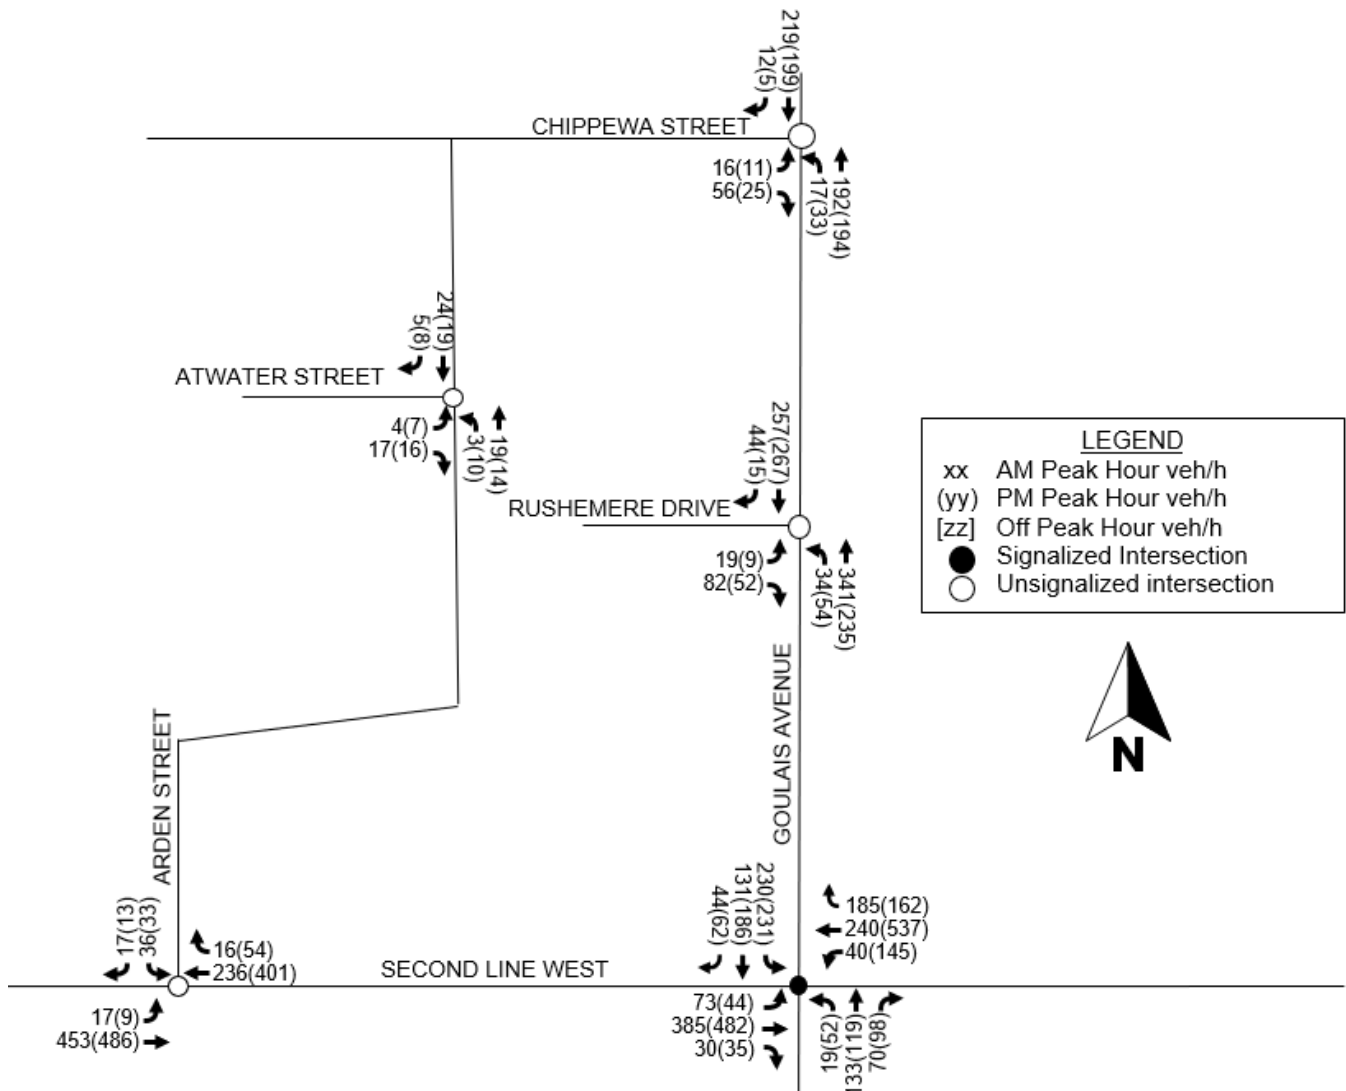 219(199)
12(5)
CHIPPEWA STREET
16(11)
56(25)
17(33)
192(194)
24(19)
5(8)
ATWATER STREET
4(7)
17(16)
3(10)
19(14)
257(267)
44(15)
RUSHEMERE DRIVE
19(9)
82(52)
34(54)
341(235)
LEGEND
xx AM Peak Hour veh/h
(yy) PM Peak Hour veh/h
[zz] Off Peak Hour veh/h
Signalized Intersection
Unsignalized intersection
N
GOULAIS AVENUE
ARDEN STREET
17(13)
36(33)
16(54)
236(401)
SECOND LINE WEST
17(9)
453(486)
230(231)
131(186)
44(62)
185(162)
240(537)
40(145)
73(44)
385(482)
30(35)
19(52)
133(119)
70(98)